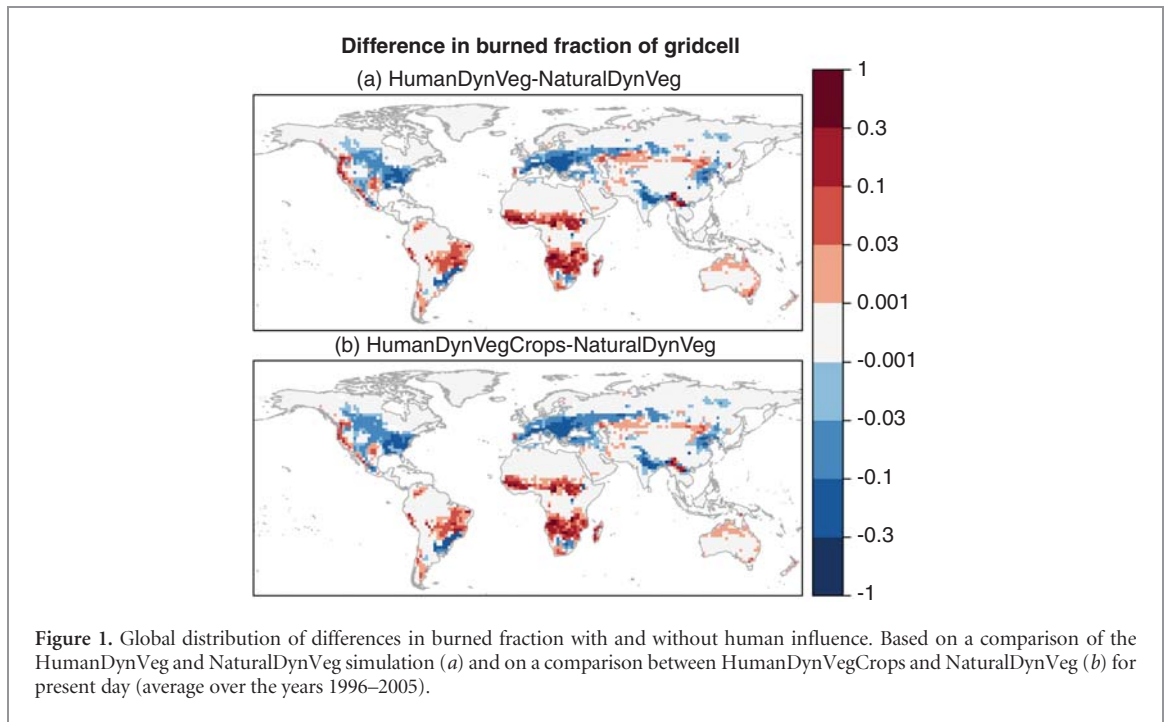 Difference in burned fraction of gridcell
(a) HumanDynVeg-NaturalDynVeg
(b) HumanDynVegCrops-NaturalDynVeg
1
0.3
0.1
0.03
0.001
-0.001
-0.03
-0.1
-0.3
-1
Figure 1. Global distribution of differences in burned fraction with and without human influence. Based on a comparison of the
HumanDynVeg and NaturalDynVeg simulation (a) and on a comparison between HumanDynVegCrops and NaturalDynVeg (b) for
present day (average over the years 1996–2005).